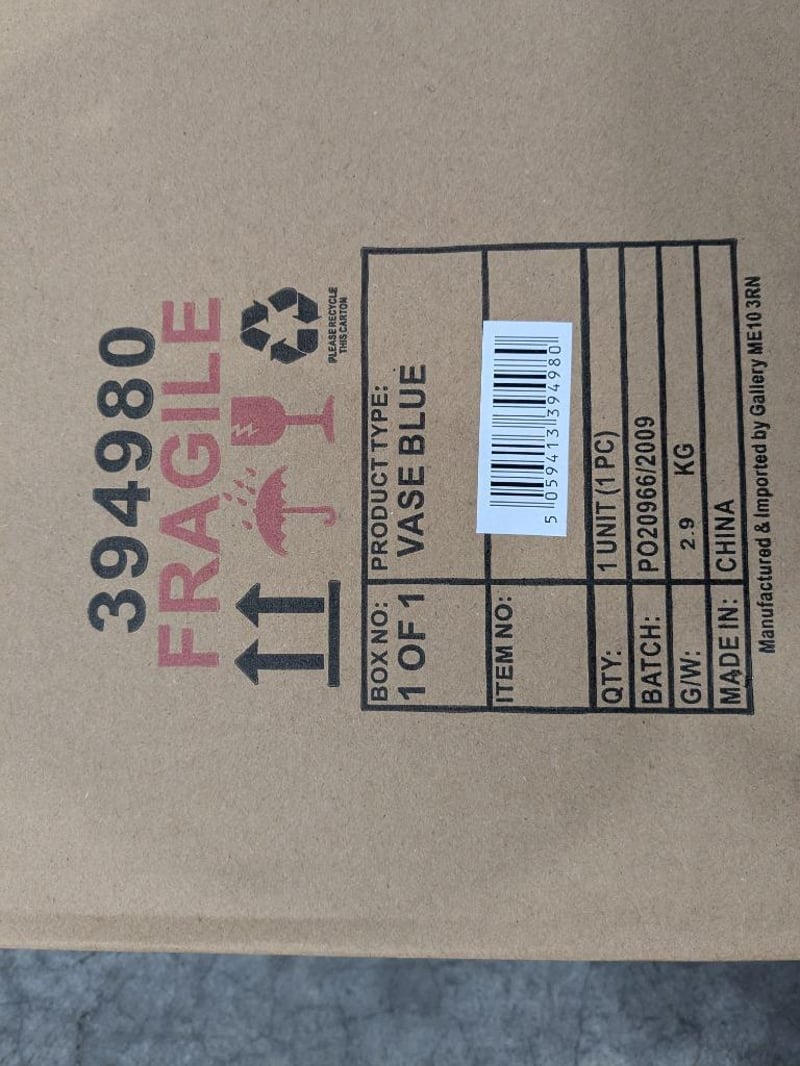 394980
FRAGILE
PLEASE RECYCLE
THIS CARTON
BOX NO: PRODUCT TYPE:
1 OF 1 VASE BLUE
ITEM NO:
5 059413 394980
QTY: 1 UNIT (1 PC)
BATCH: PO20966/2009
G/W: 2.9 KG
MADE IN: CHINA
Manufactured & Imported by Gallery ME10 3RN